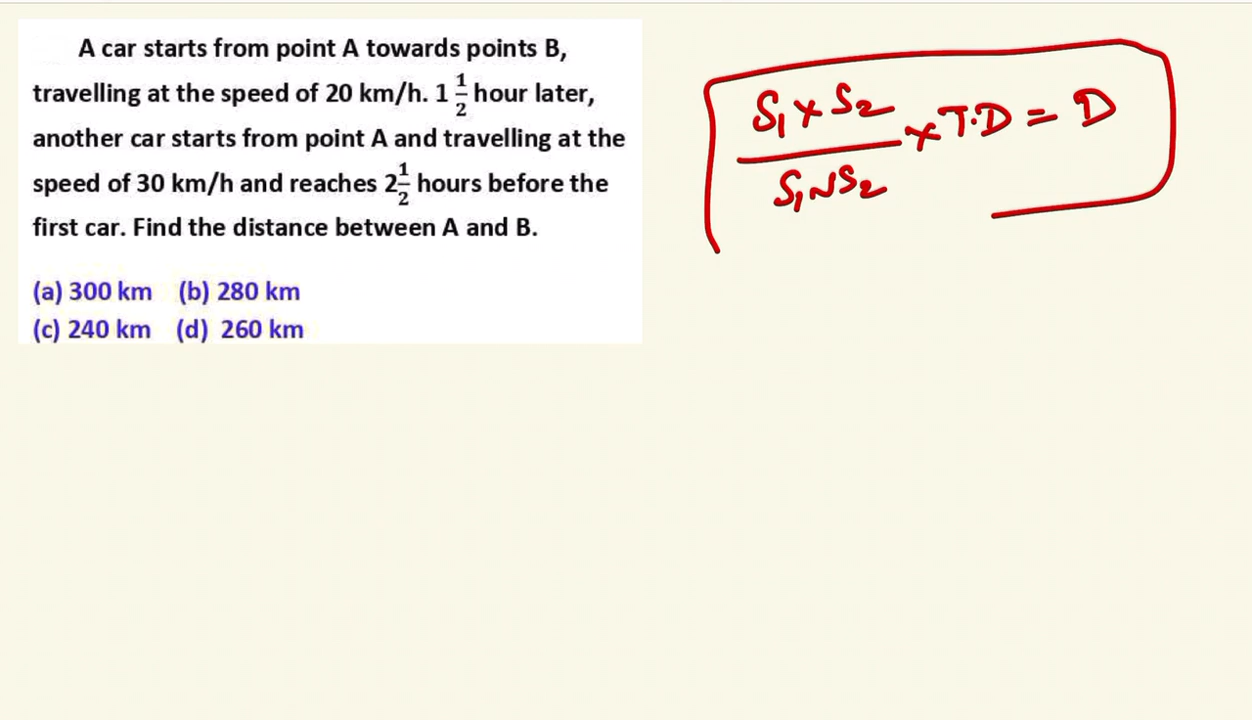 A car starts from point A towards points B,
travelling at the speed of 20 km/h. 1 1/2 hour later,
another car starts from point A and travelling at the
speed of 30 km/h and reaches 2 1/2 hours before the
first car. Find the distance between A and B.
(a) 300 km (b) 280 km
(c) 240 km (d) 260 km
S₁ × S₂ / S₁ ~ S₂ × T.D = D